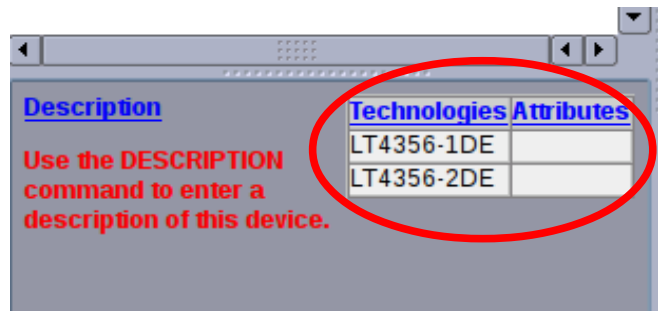 Description
Use the DESCRIPTION
command to enter a
description of this device.
Technologies Attributes
LT4356-1DE
LT4356-2DE